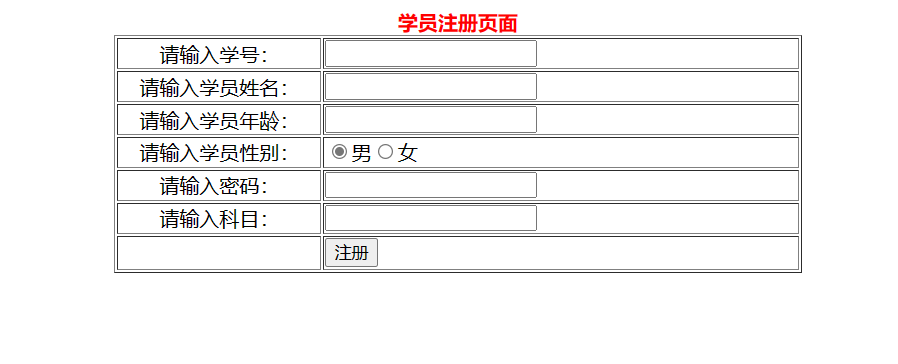 学员注册页面
请输入学号：
请输入学员姓名：
请输入学员年龄：
请输入学员性别： 男 女
请输入密码：
请输入科目：
注册